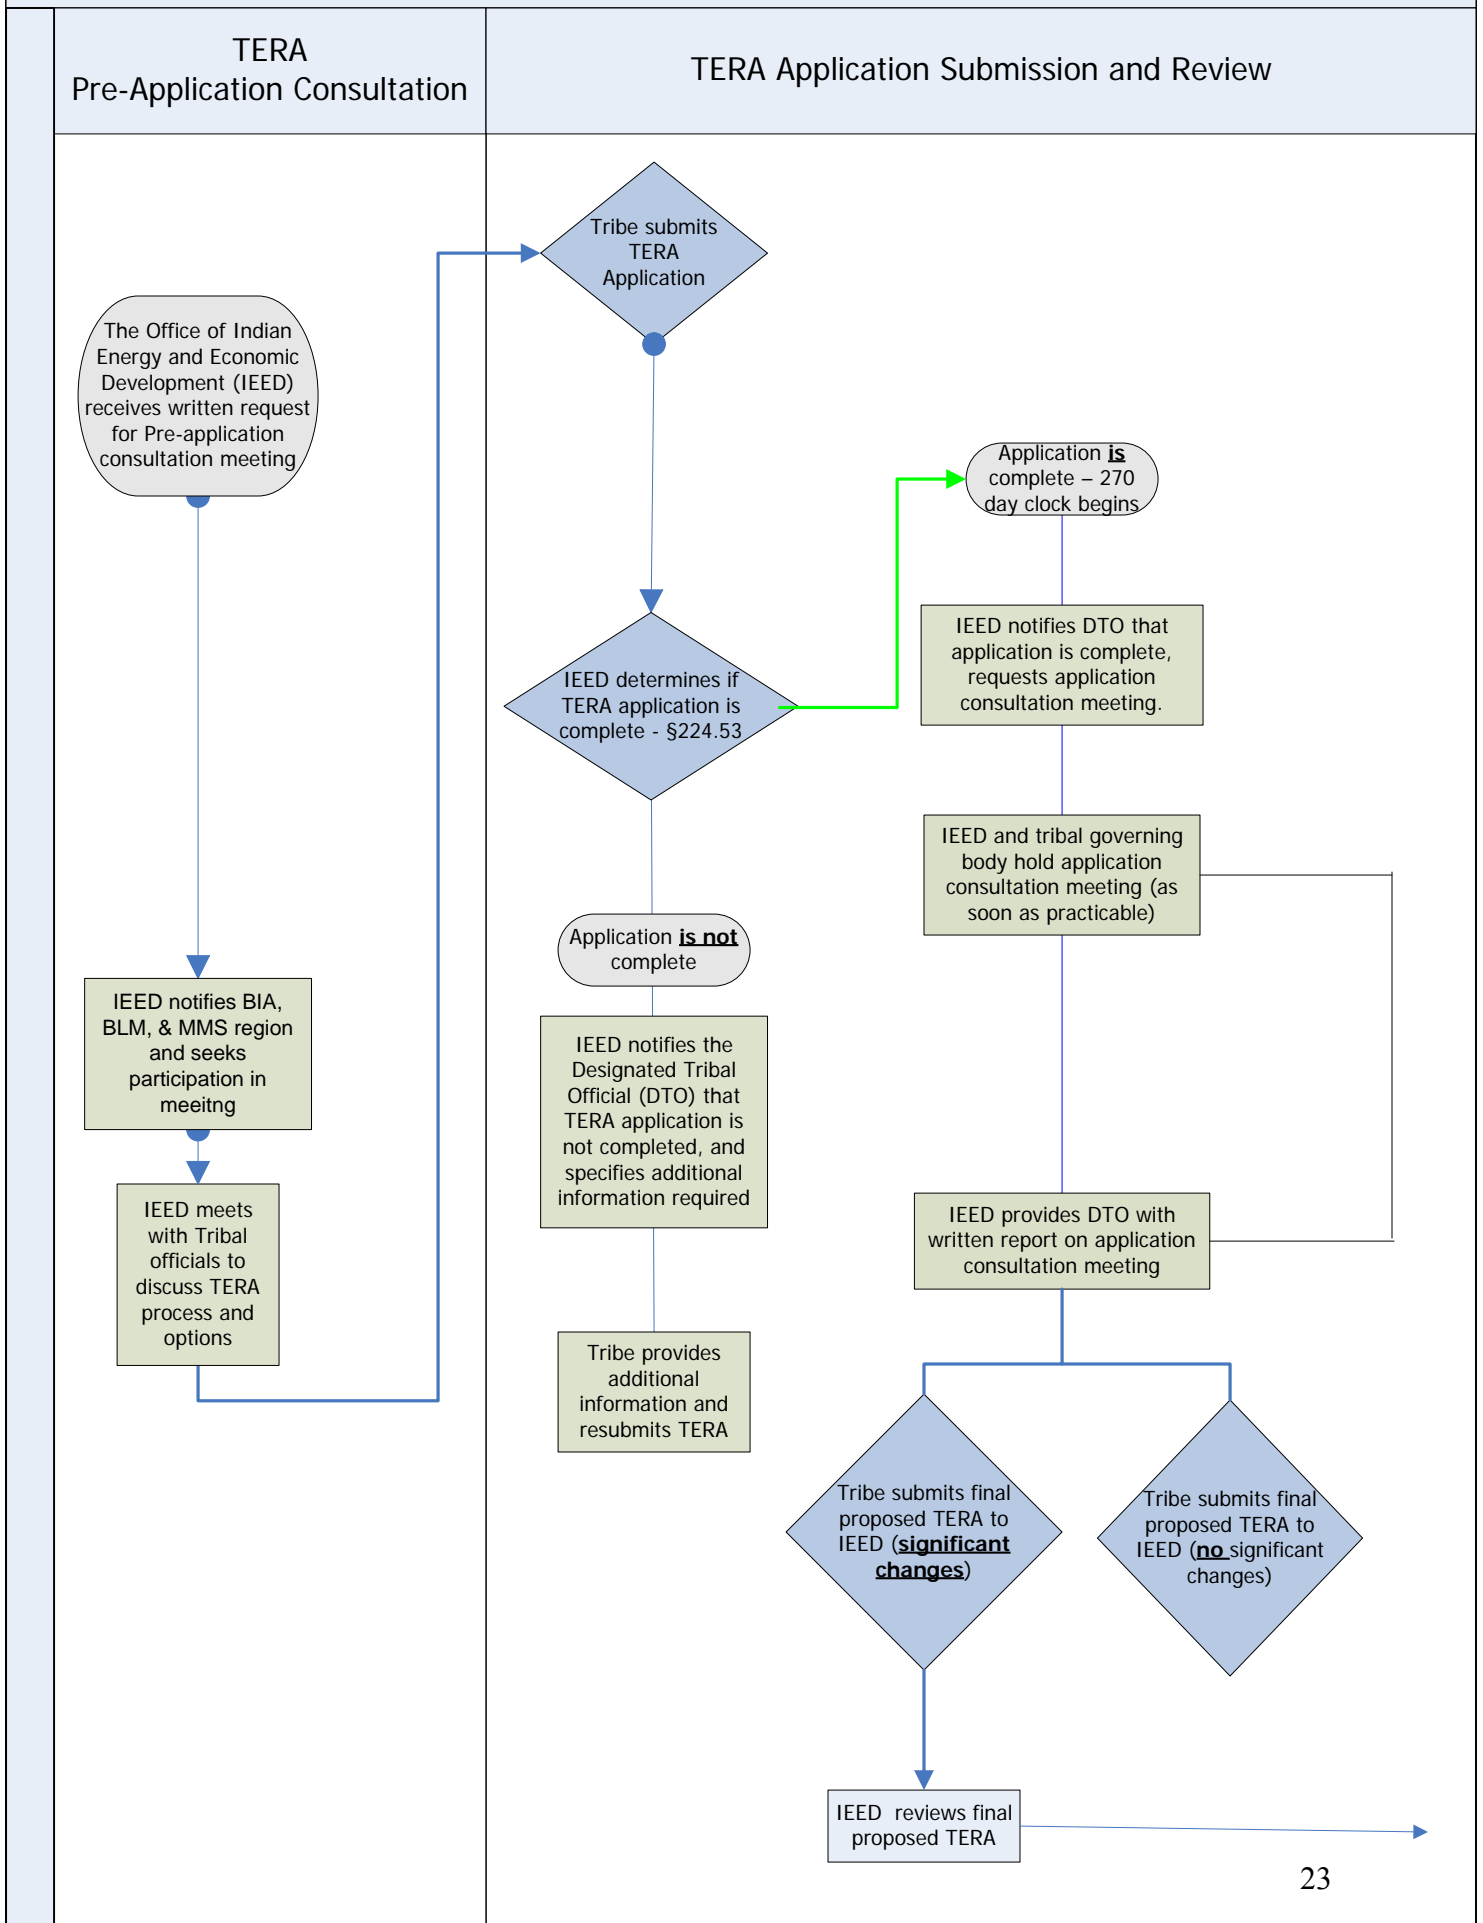 TERA
Pre-Application Consultation
TERA Application Submission and Review
The Office of Indian
Energy and Economic
Development (IEED)
receives written request
for Pre-application
consultation meeting
IEED notifies BIA,
BLM, & MMS region
and seeks
participation in
meeitng
IEED meets
with Tribal
officials to
discuss TERA
process and
options
Tribe submits
TERA
Application
IEED determines if
TERA application is
complete - §224.53
Application is not
complete
IEED notifies the
Designated Tribal
Official (DTO) that
TERA application is
not completed, and
specifies additional
information required
Tribe provides
additional
information and
resubmits TERA
Application is
complete – 270
day clock begins
IEED notifies DTO that
application is complete,
requests application
consultation meeting.
IEED and tribal governing
body hold application
consultation meeting (as
soon as practicable)
IEED provides DTO with
written report on application
consultation meeting
Tribe submits final
proposed TERA to
IEED (significant
changes)
Tribe submits final
proposed TERA to
IEED (no significant
changes)
IEED reviews final
proposed TERA
23